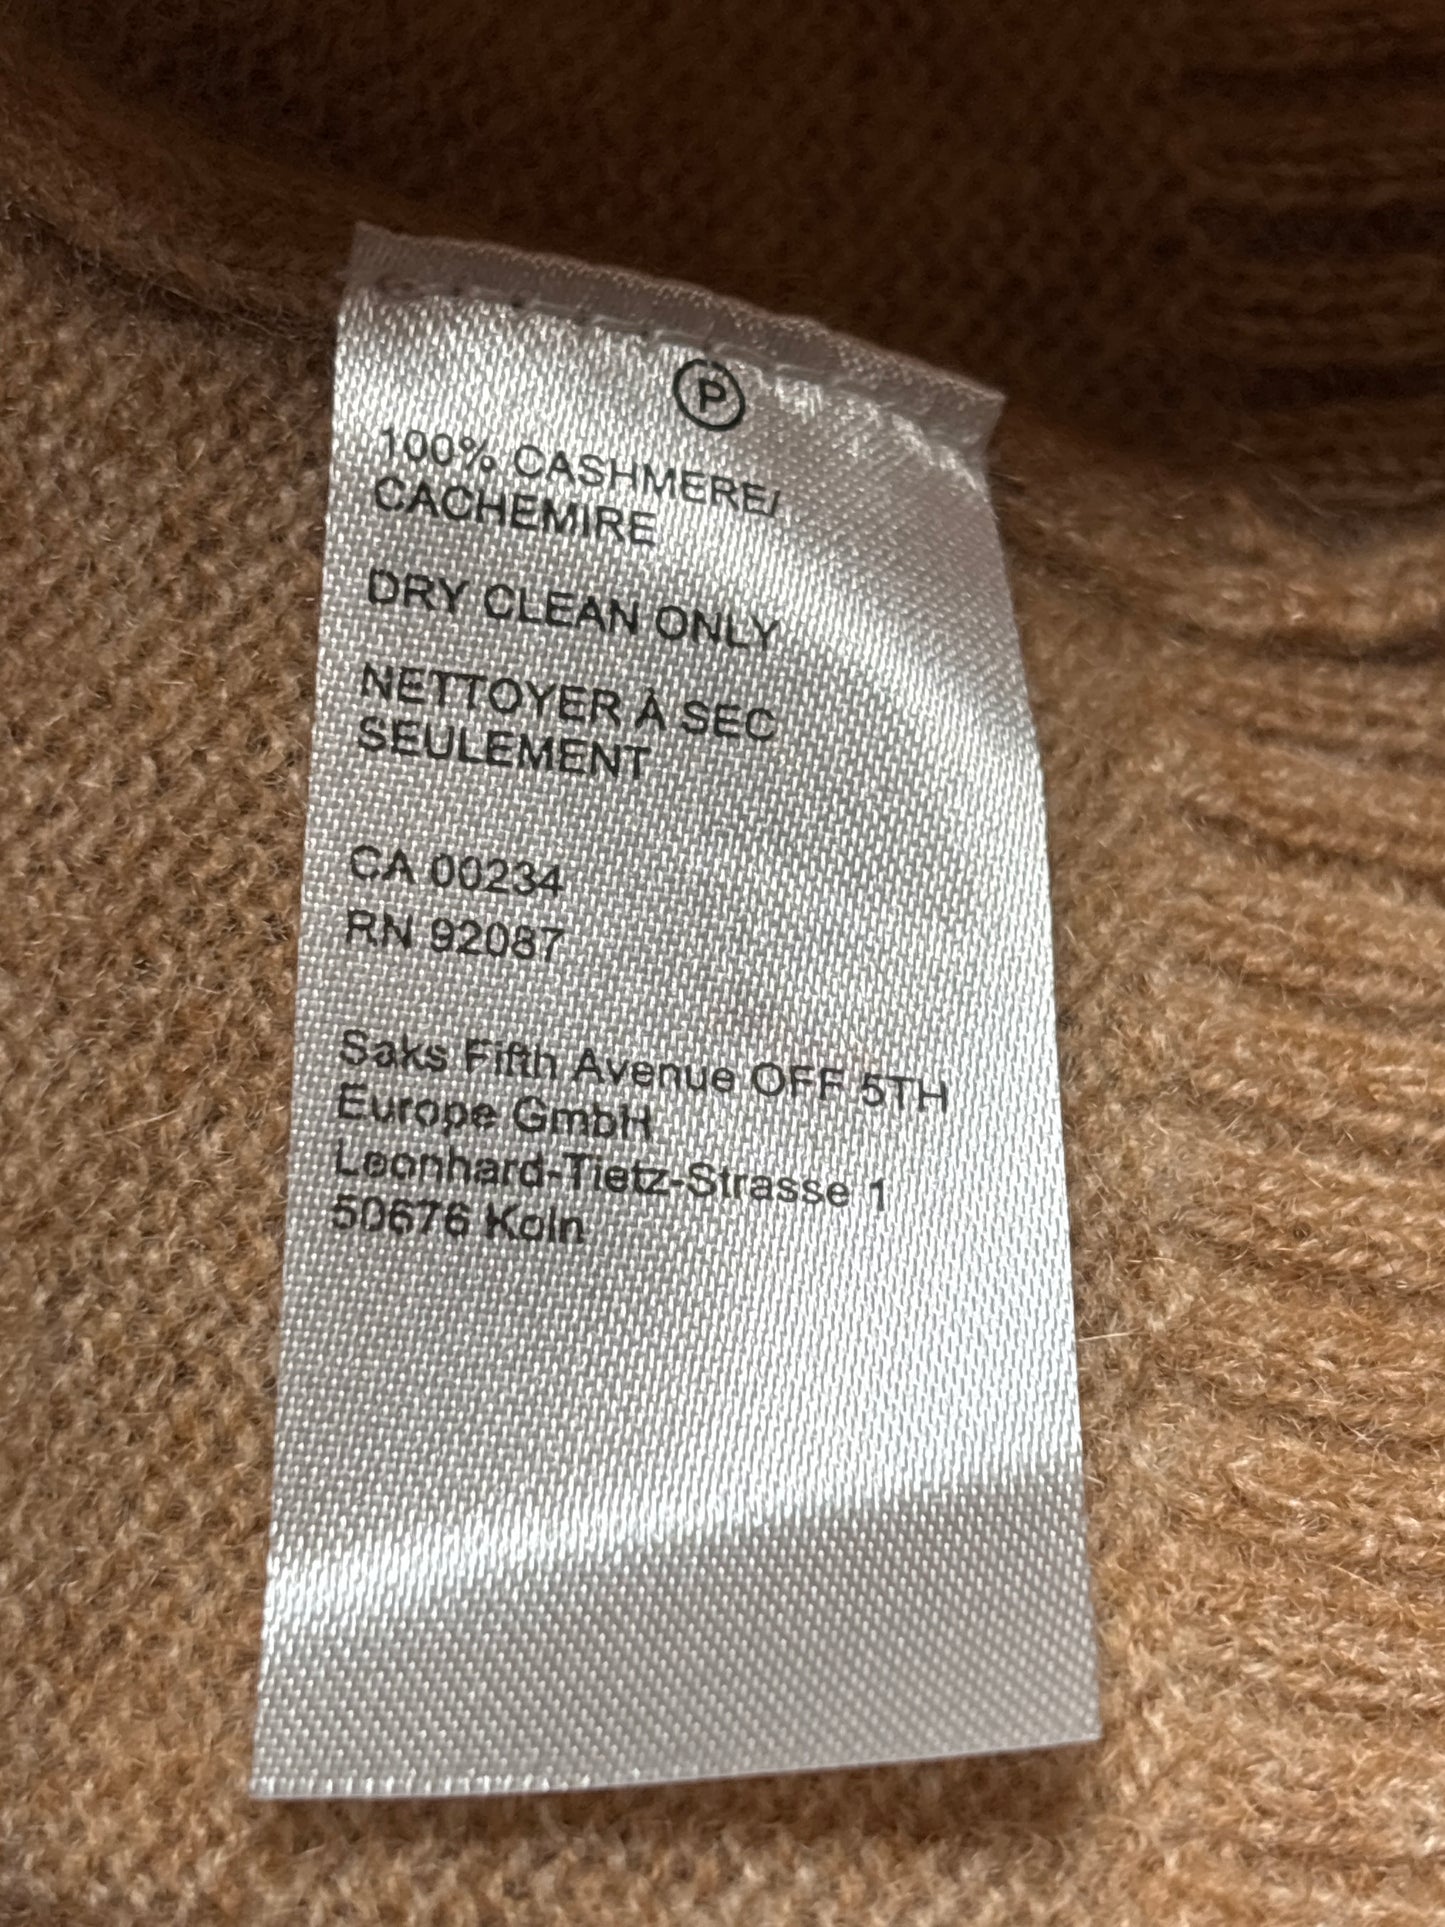 P
100% CASHMERE/
CACHEMIRE
DRY CLEAN ONLY
NETTOYER À SEC
SEULEMENT
CA 00234
RN 92087
Saks Fifth Avenue OFF 5TH
Europe GmbH
Leonhard-Tietz-Strasse 1
50676 Koln